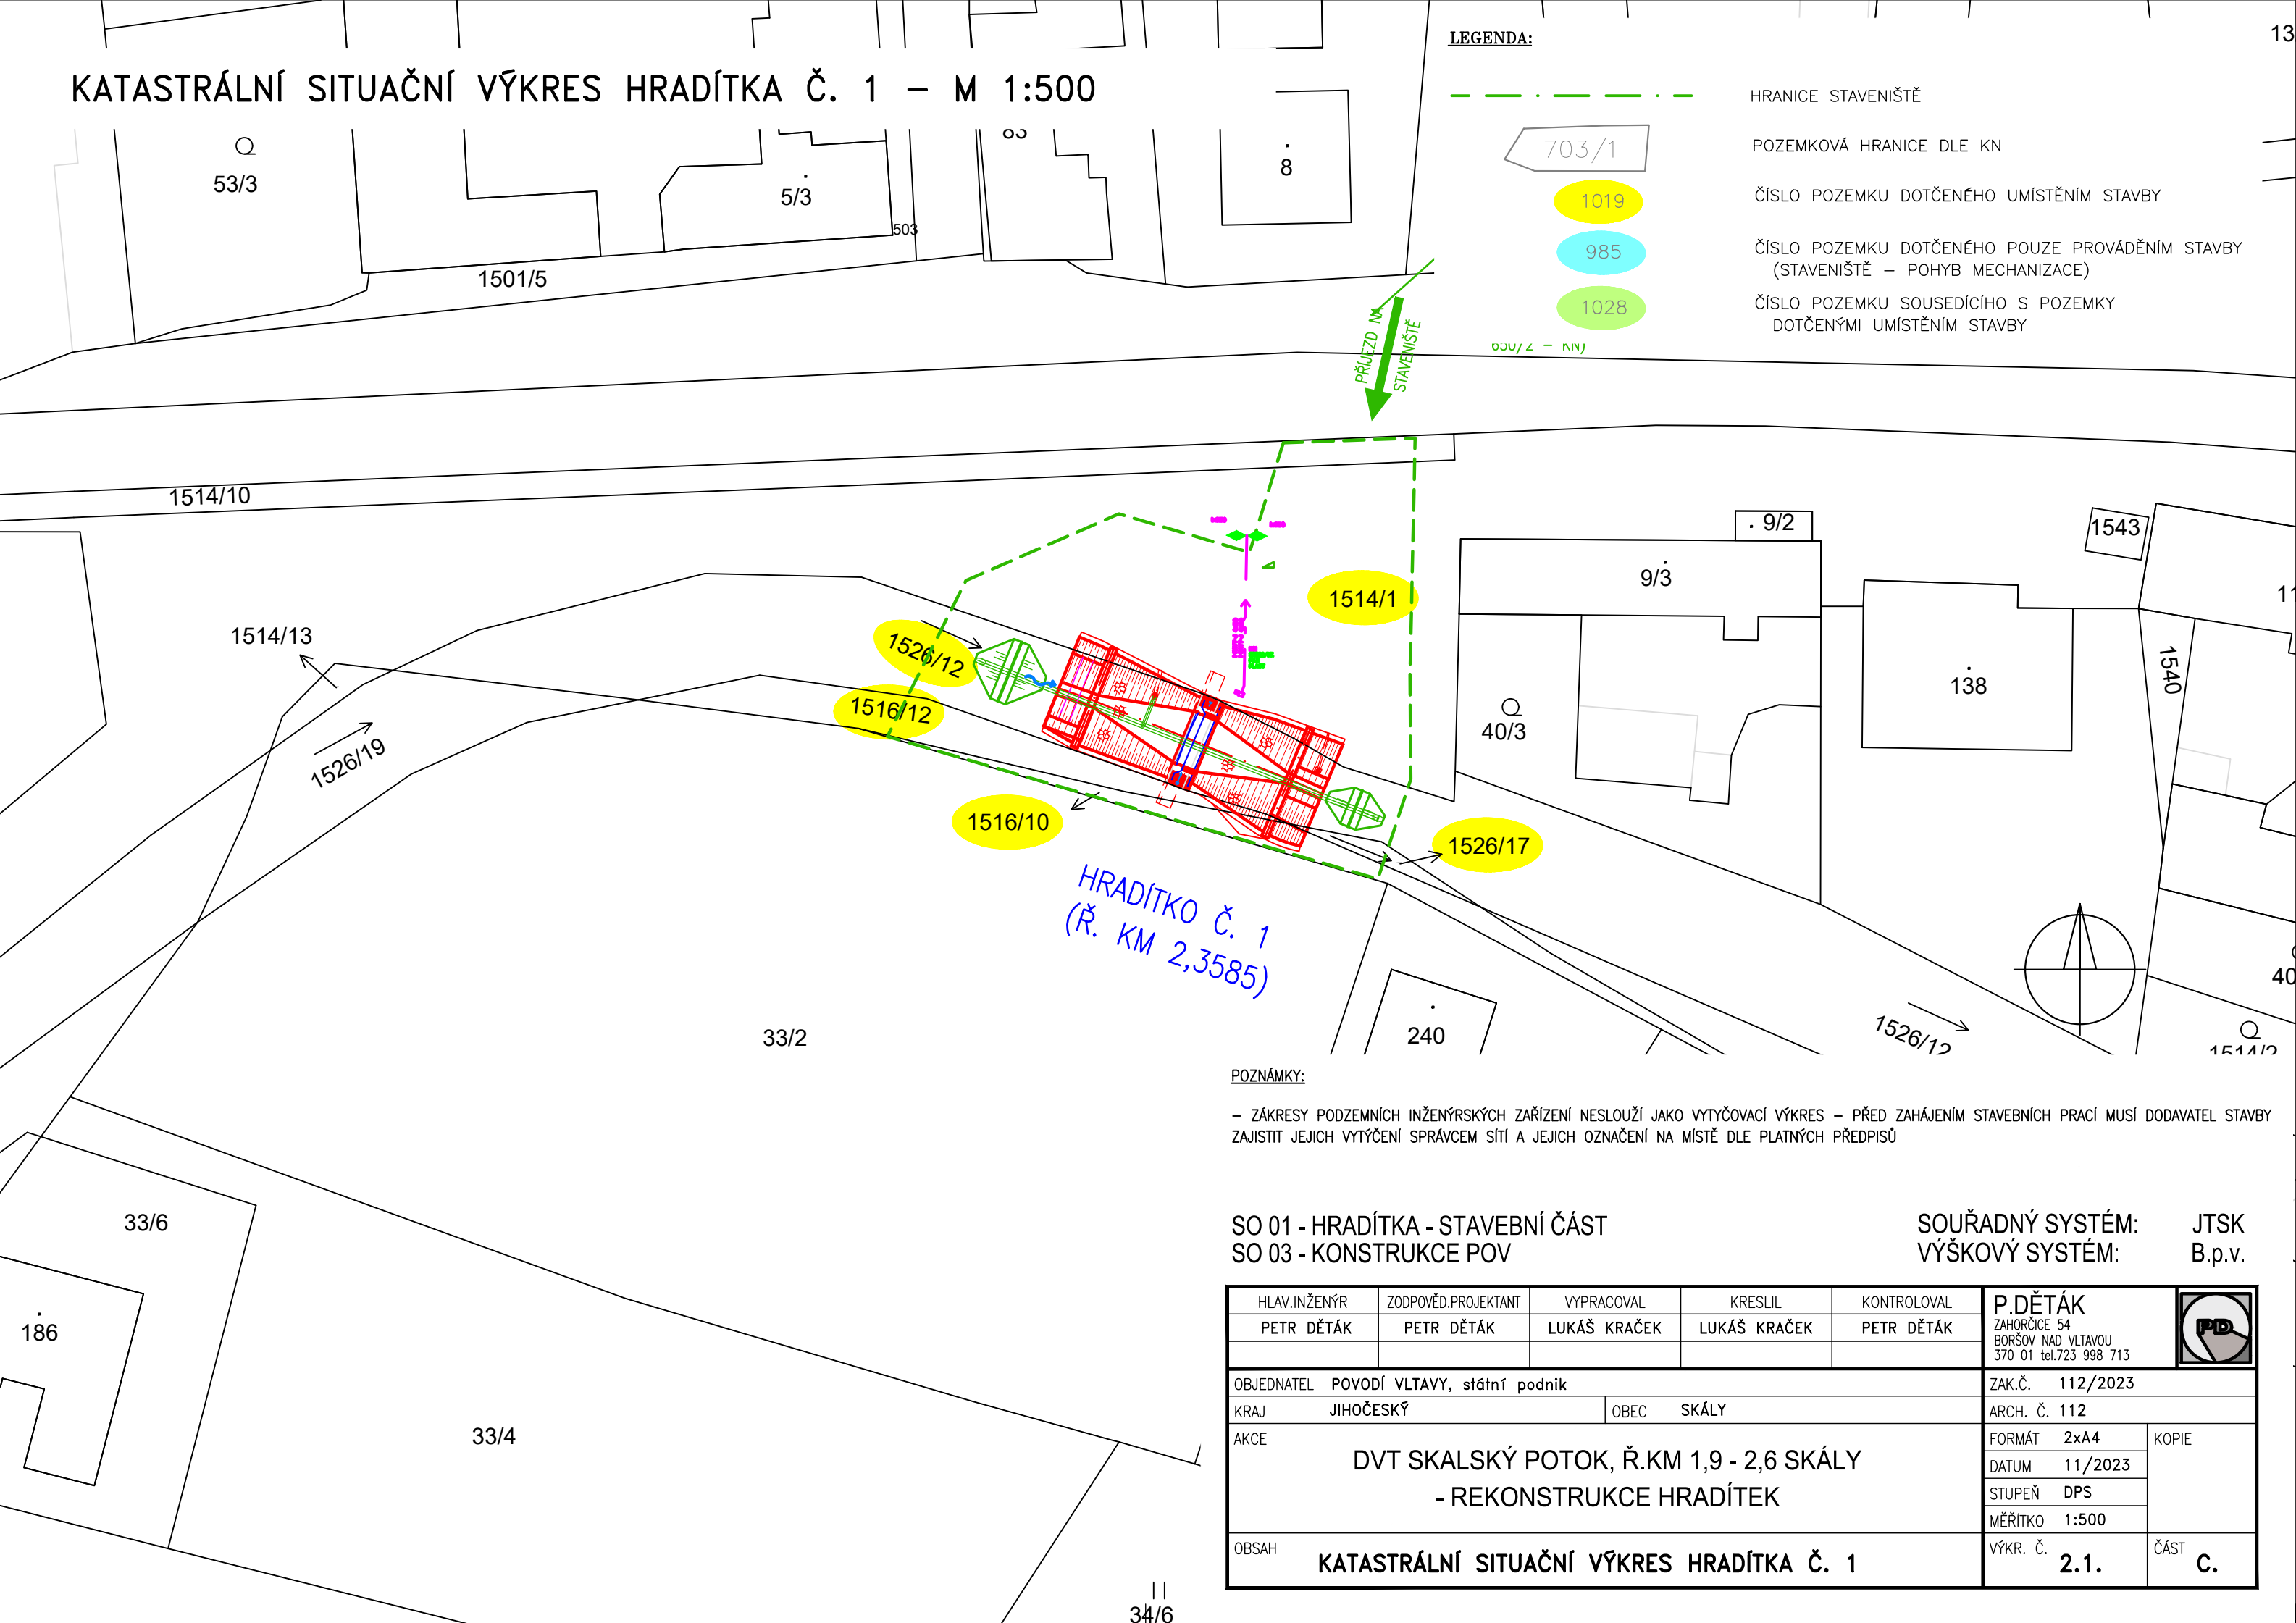 KATASTRÁLNÍ SITUAČNÍ VÝKRES HRADÍTKA Č. 1 – M 1:500
LEGENDA:
HRANICE STAVENIŠTĚ
703/1
POZEMKOVÁ HRANICE DLE KN
1019
ČÍSLO POZEMKU DOTČENÉHO UMÍSTĚNÍM STAVBY
985
ČÍSLO POZEMKU DOTČENÉHO POUZE PROVÁDĚNÍM STAVBY
(STAVENIŠTĚ – POHYB MECHANIZACE)
1028
ČÍSLO POZEMKU SOUSEDÍCÍHO S POZEMKY
DOTČENÝMI UMÍSTĚNÍM STAVBY
650/2 – KN)
13
53/3
5/3
503
83
8
1501/5
PŘÍJEZD NA
STAVENIŠTĚ
1514/10
9/2
1543
9/3
11
1514/1
1514/13
1526/12
1516/12
1526/19
138
1540
40/3
1516/10
1526/17
HRADÍTKO Č. 1
(Ř. KM 2,3585)
33/2
240
1526/12
40
1514/2
33/6
186
33/4
34/6
POZNÁMKY:
– ZÁKRESY PODZEMNÍCH INŽENÝRSKÝCH ZAŘÍZENÍ NESLOUŽÍ JAKO VYTYČOVACÍ VÝKRES – PŘED ZAHÁJENÍM STAVEBNÍCH PRACÍ MUSÍ DODAVATEL STAVBY
ZAJISTIT JEJICH VYTÝČENÍ SPRÁVCEM SÍTÍ A JEJICH OZNAČENÍ NA MÍSTĚ DLE PLATNÝCH PŘEDPISŮ
SO 01 - HRADÍTKA - STAVEBNÍ ČÁST
SO 03 - KONSTRUKCE POV
SOUŘADNÝ SYSTÉM: JTSK
VÝŠKOVÝ SYSTÉM: B.p.v.
HLAV.INŽENÝR ZODPOVĚD.PROJEKTANT VYPRACOVAL KRESLIL KONTROLOVAL
PETR DĚTÁK PETR DĚTÁK LUKÁŠ KRAČEK LUKÁŠ KRAČEK PETR DĚTÁK
P.DĚTÁK
ZAHORČICE 54
BORŠOV NAD VLTAVOU
370 01 tel.723 998 713
PD
OBJEDNATEL POVODÍ VLTAVY, státní podnik
KRAJ JIHOČESKÝ OBEC SKÁLY
AKCE
DVT SKALSKÝ POTOK, Ř.KM 1,9 - 2,6 SKÁLY
- REKONSTRUKCE HRADÍTEK
OBSAH KATASTRÁLNÍ SITUAČNÍ VÝKRES HRADÍTKA Č. 1
ZAK.Č. 112/2023
ARCH. Č. 112
FORMÁT 2xA4 KOPIE
DATUM 11/2023
STUPEŇ DPS
MĚŘÍTKO 1:500
VÝKR. Č. 2.1. ČÁST C.